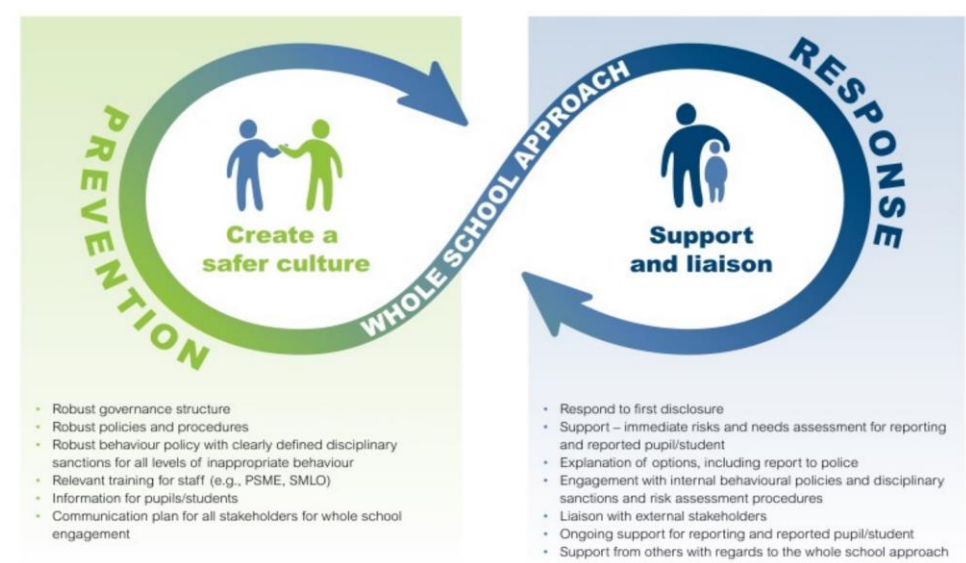 PREVENTION
Create a
safer culture
WHOLE SCHOOL APPROACH
RESPONSE
Support
and liaison
• Robust governance structure
• Robust policies and procedures
• Robust behaviour policy with clearly defined disciplinary
sanctions for all levels of inappropriate behaviour
• Relevant training for staff (e.g., PSME, SMLO)
• Information for pupils/students
• Communication plan for all stakeholders for whole school
engagement
• Respond to first disclosure
• Support – immediate risks and needs assessment for reporting
and reported pupil/student
• Explanation of options, including report to police
• Engagement with internal behavioural policies and disciplinary
sanctions and risk assessment procedures
• Liaison with external stakeholders
• Ongoing support for reporting and reported pupil/student
• Support from others with regards to the whole school approach